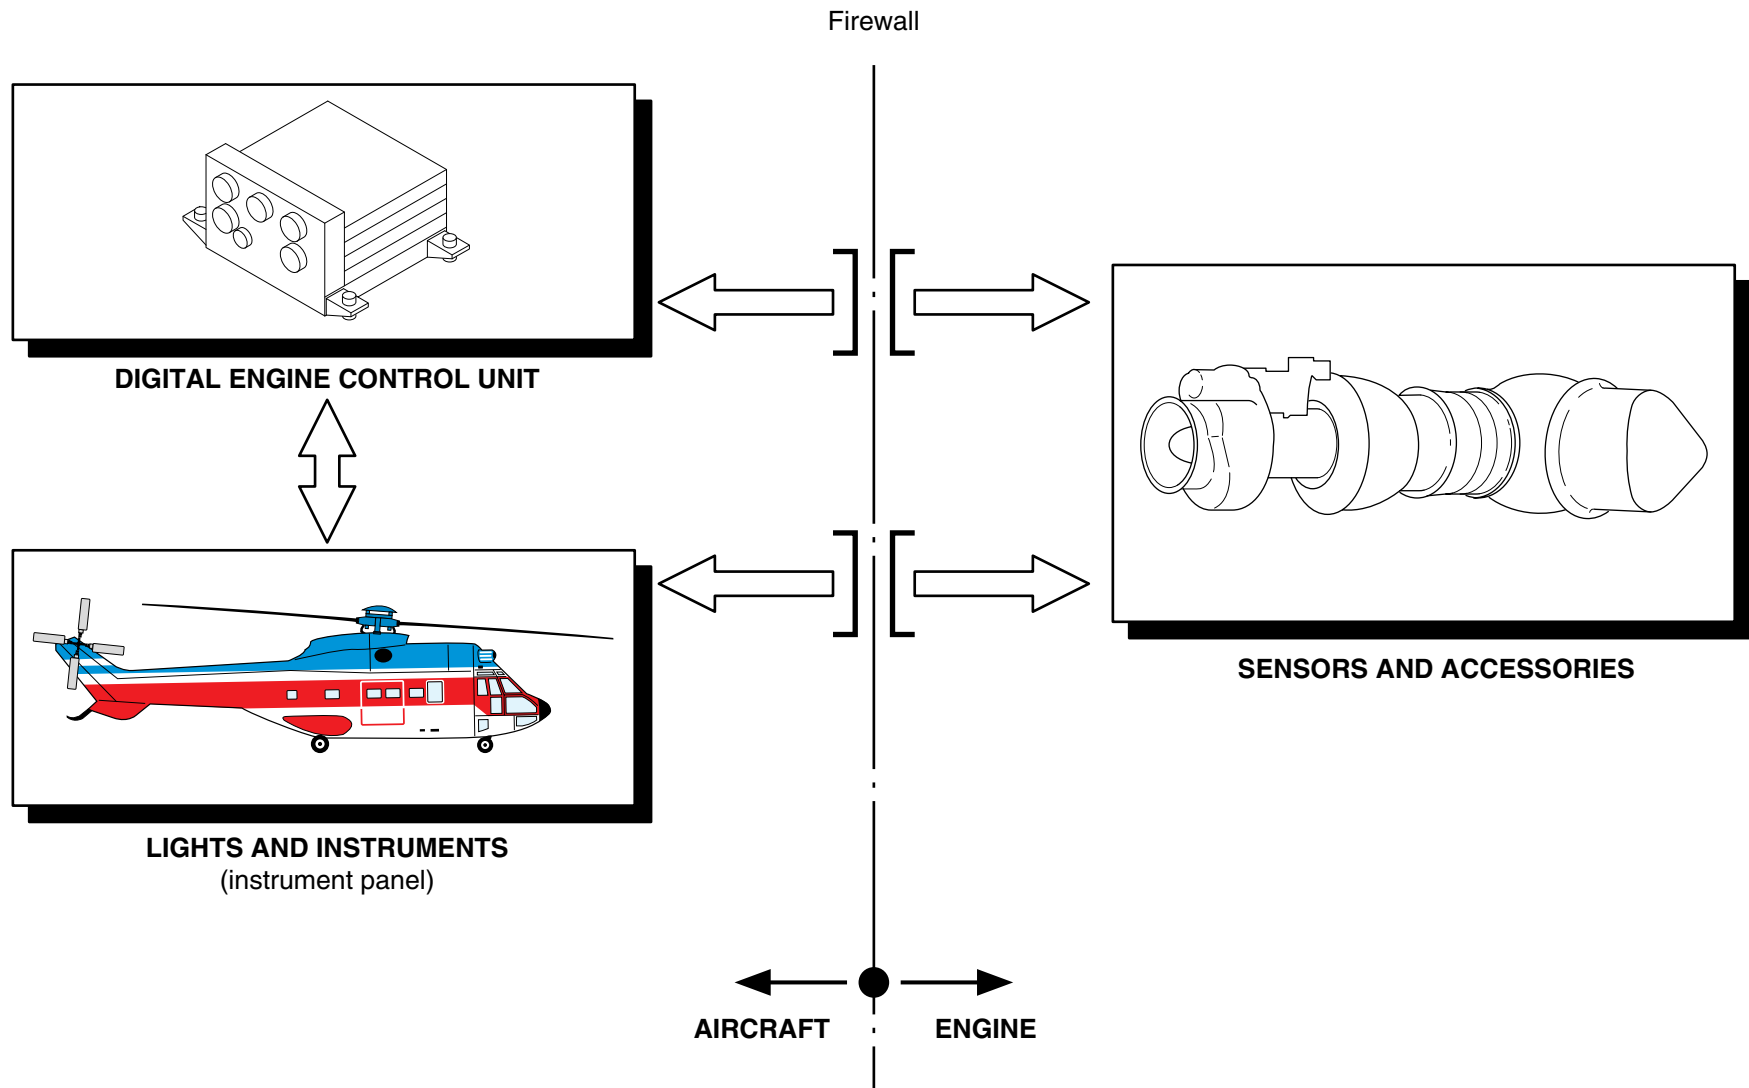 Firewall
DIGITAL ENGINE CONTROL UNIT
SENSORS AND ACCESSORIES
LIGHTS AND INSTRUMENTS
(instrument panel)
AIRCRAFT
ENGINE